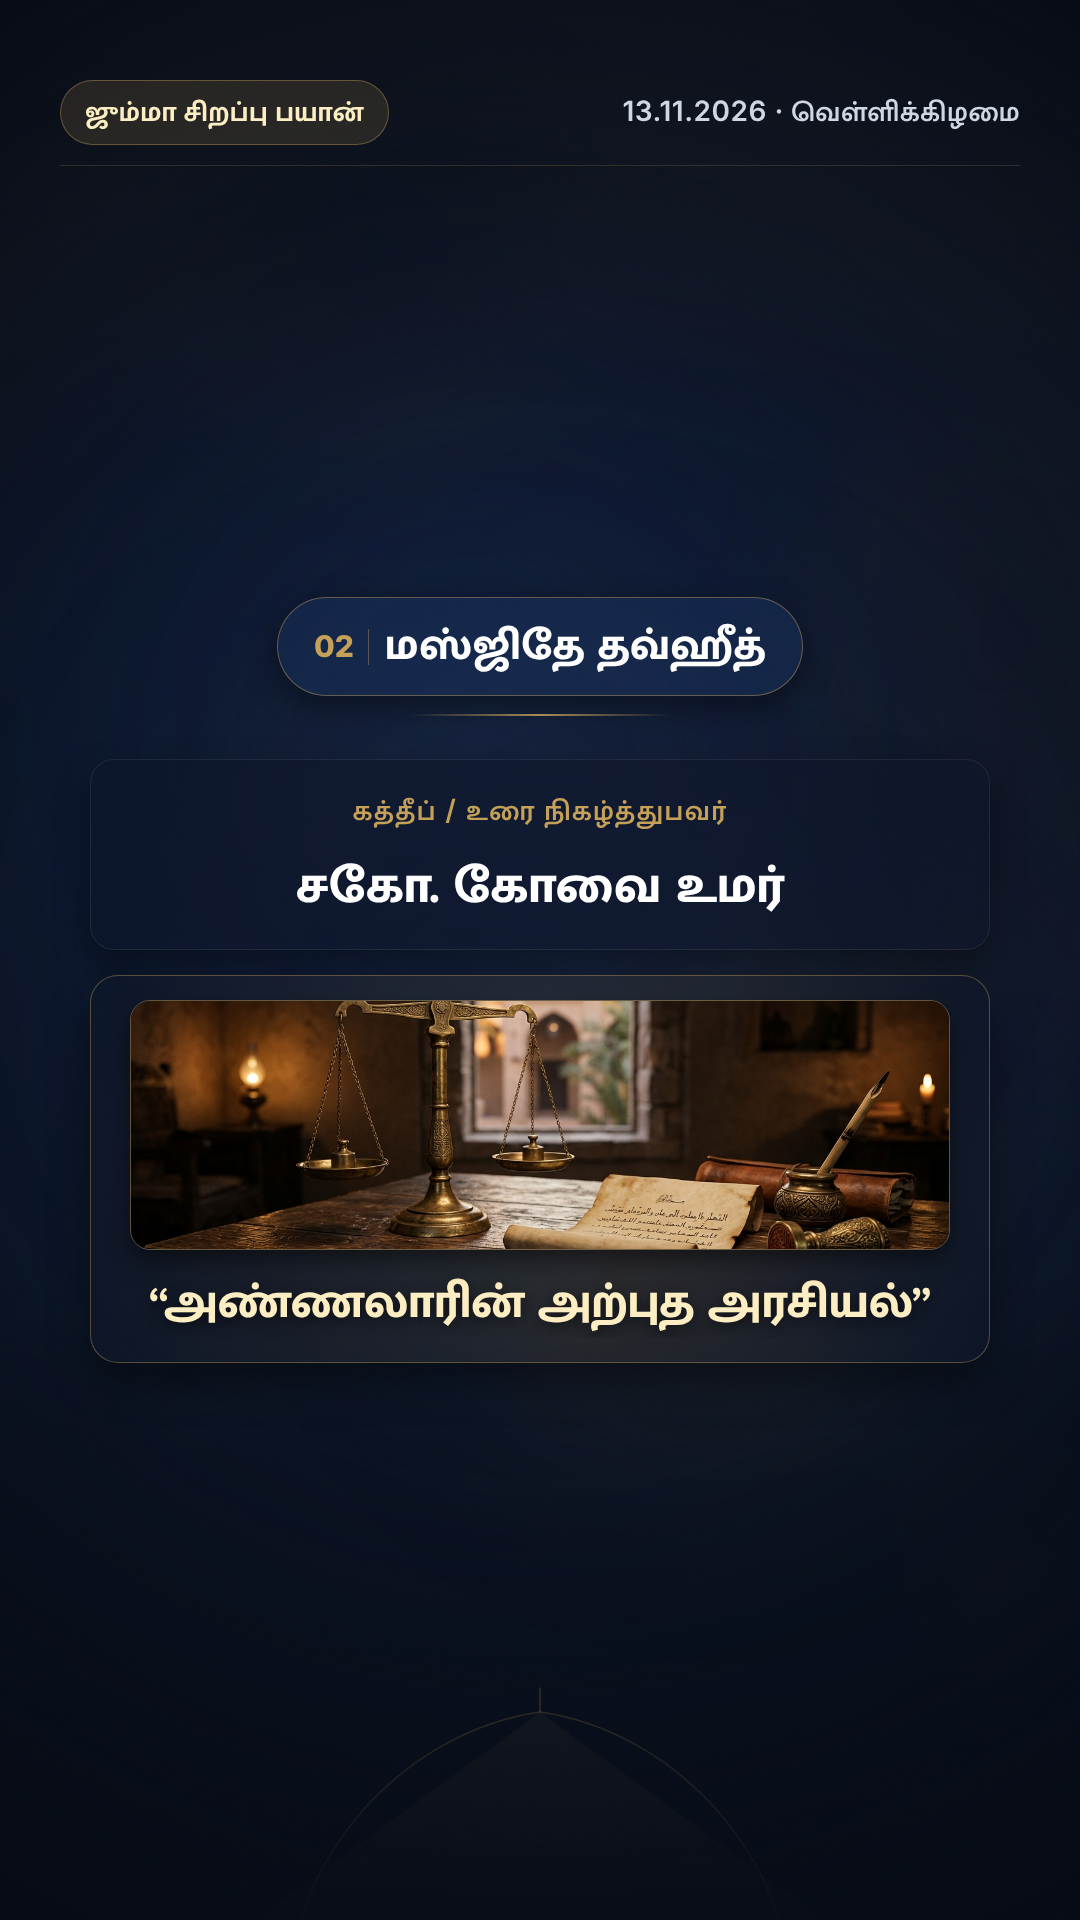 ஜும்மா சிறப்பு பயான்
13.11.2026 · வெள்ளிக்கிழமை
02 மஸ்ஜிதே தவ்ஹீத்
கத்தீப் / உரை நிகழ்த்துபவர்
சகோ. கோவை உமர்
“அண்ணலாரின் அற்புத அரசியல்”